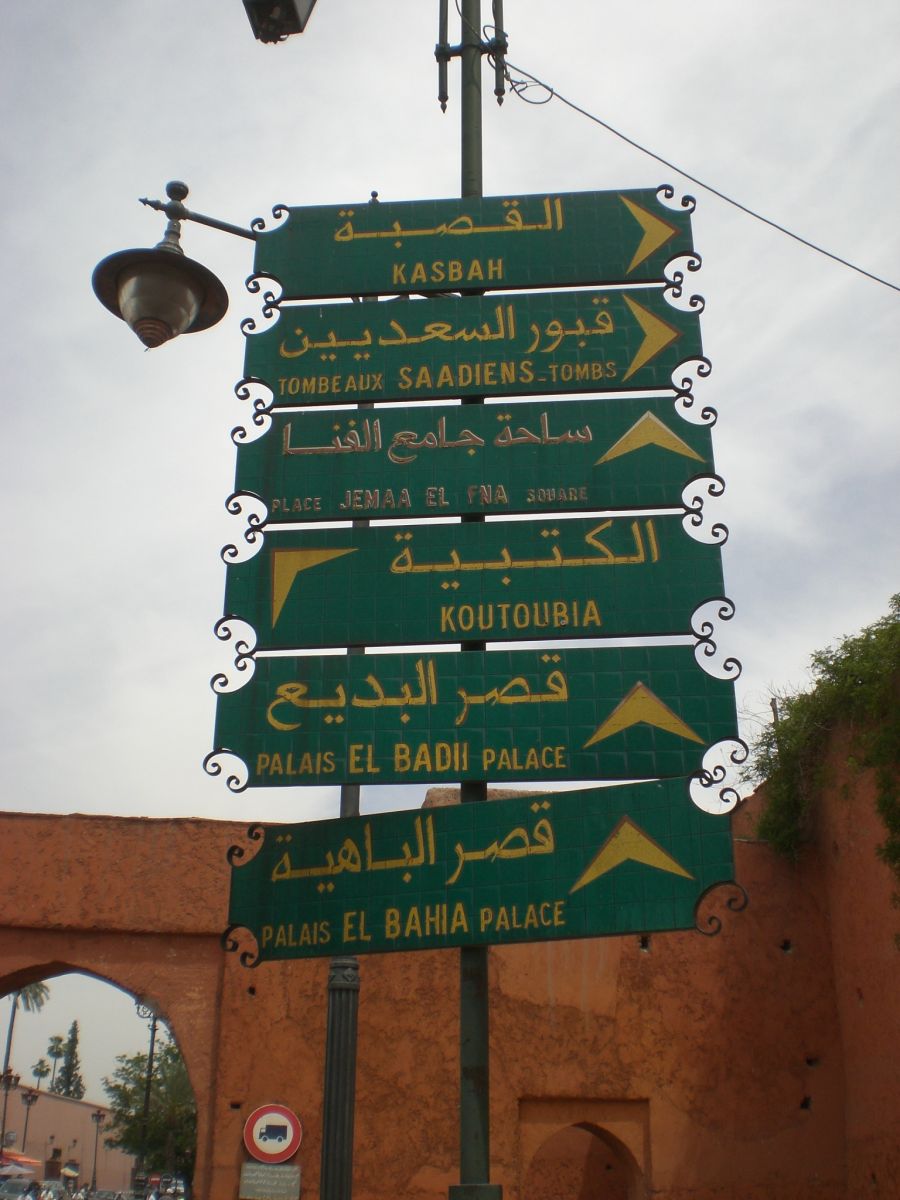 القصبة
KASBAH
قبور السعديين
TOMBEAUX SAADIENS-TOMBS
ساحة جامع الفنا
PLACE JEMAA EL FNA SQUARE
الكتبية
KOUTOUBIA
قصر البديع
PALAIS EL BADII PALACE
قصر الباهية
PALAIS EL BAHIA PALACE